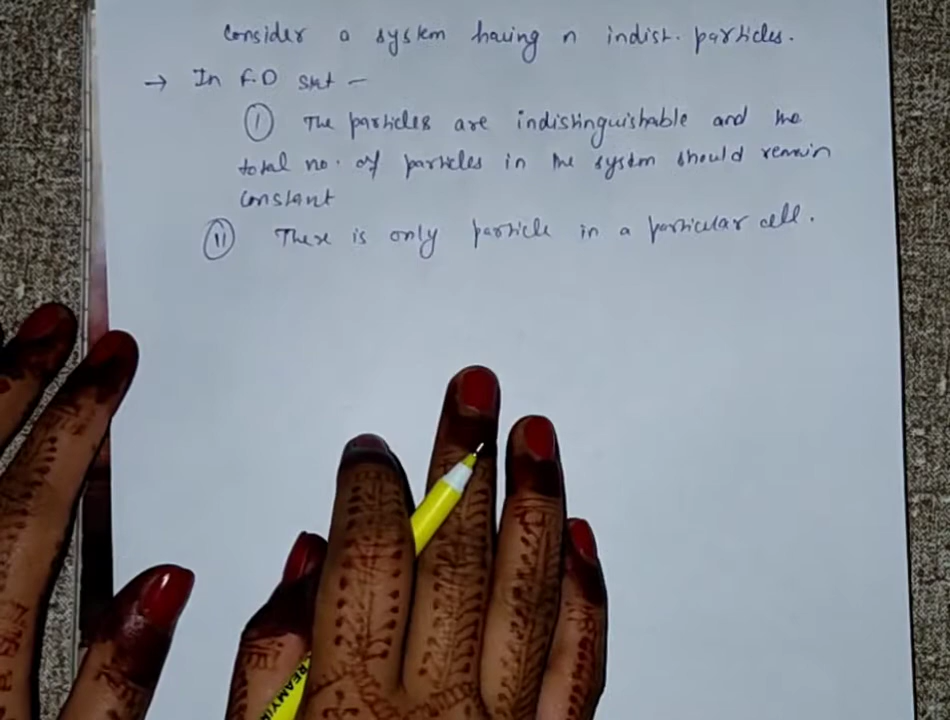 Consider a system having n indist. particles.
→ In F.D stat -
(I) The particles are indistinguishable and the
total no. of particles in the system should remain
constant
(II) There is only particle in a particular cell.
CREAMYRI